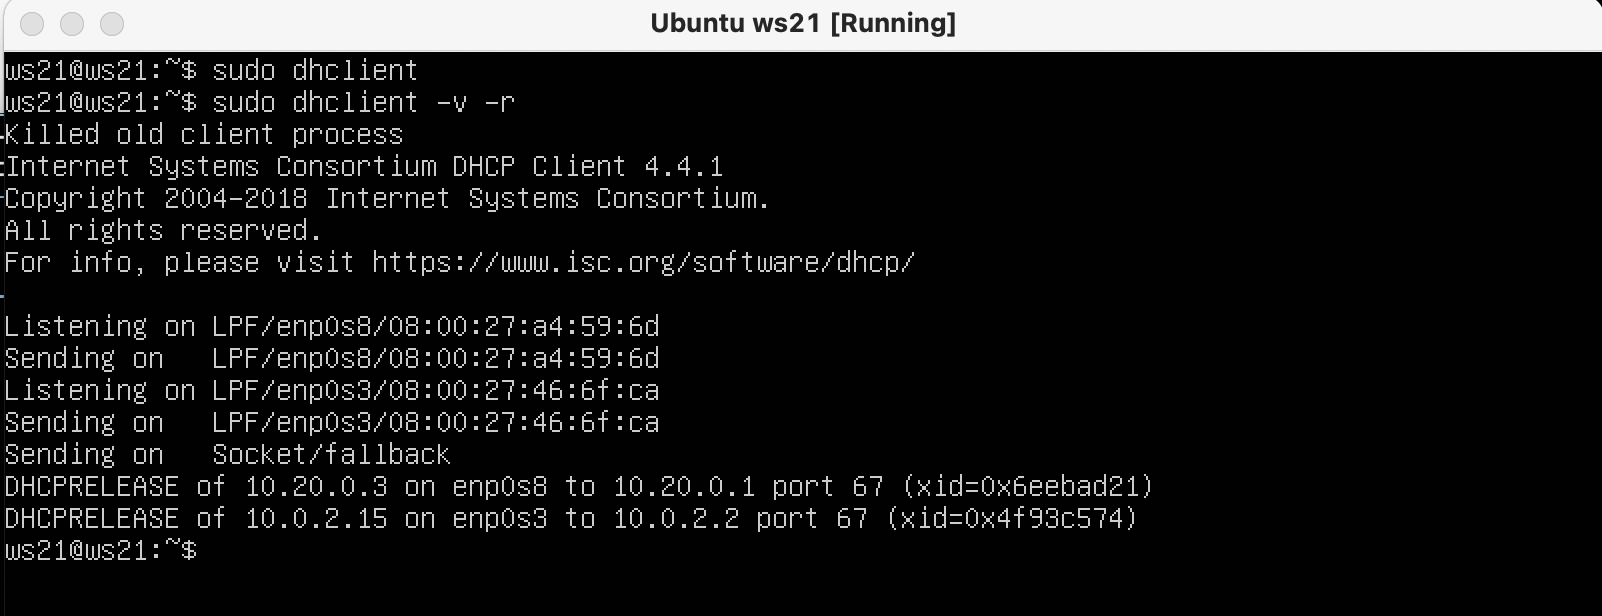 Ubuntu ws21 [Running]
ws21@ws21:~$ sudo dhclient
ws21@ws21:~$ sudo dhclient -v -r
Killed old client process
Internet Systems Consortium DHCP Client 4.4.1
Copyright 2004-2018 Internet Systems Consortium.
All rights reserved.
For info, please visit https://www.isc.org/software/dhcp/
Listening on LPF/enp0s8/08:00:27:a4:59:6d
Sending on   LPF/enp0s8/08:00:27:a4:59:6d
Listening on LPF/enp0s3/08:00:27:46:6f:ca
Sending on   LPF/enp0s3/08:00:27:46:6f:ca
Sending on   Socket/fallback
DHCPRELEASE of 10.20.0.3 on enp0s8 to 10.20.0.1 port 67 (xid=0x6eebad21)
DHCPRELEASE of 10.0.2.15 on enp0s3 to 10.0.2.2 port 67 (xid=0x4f93c574)
ws21@ws21:~$